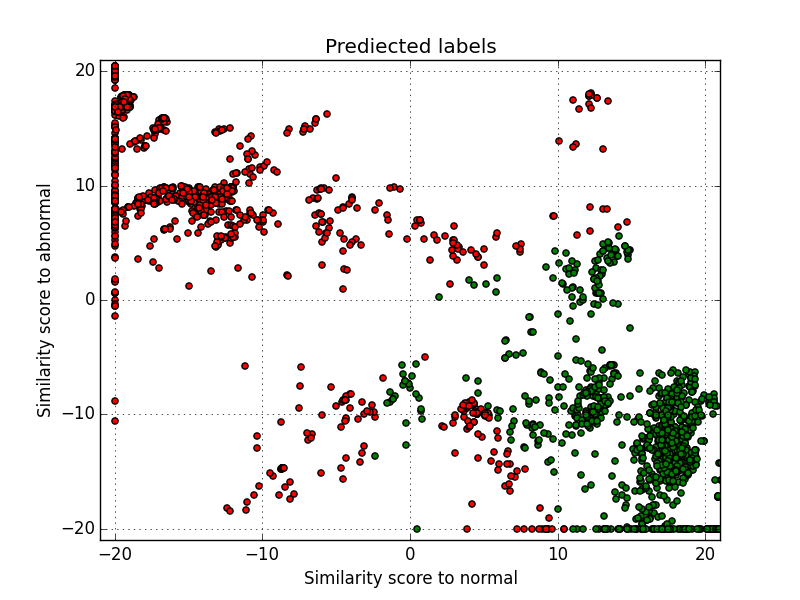 Prediected labels
20
10
0
−10
−20
Similarity score to abnormal
−20 −10 0 10 20
Similarity score to normal